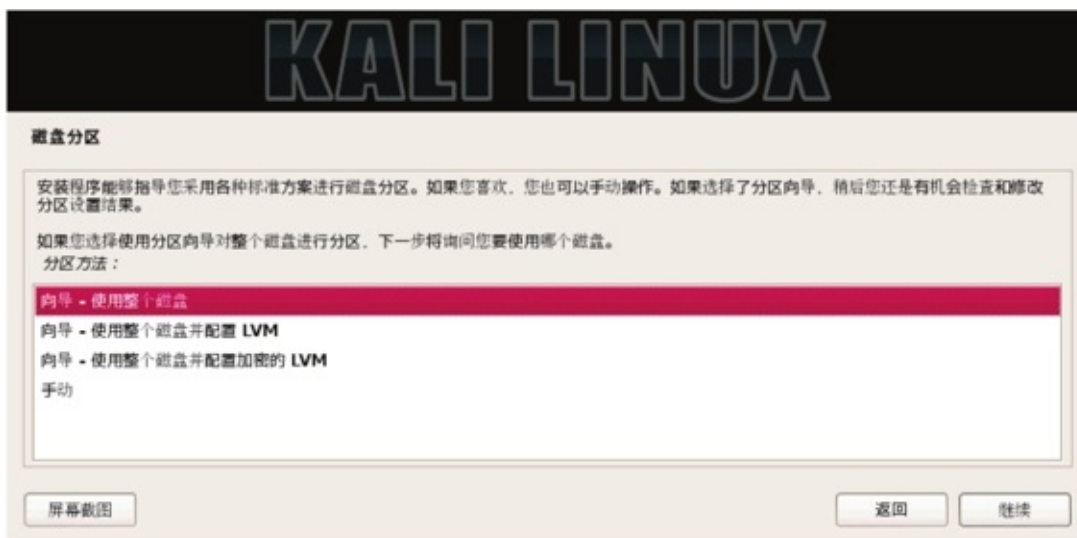 KALI LINUX
磁盘分区
安装程序能够指导您采用各种标准方案进行磁盘分区。如果您喜欢，您也可以手动操作。如果选择了分区向导，稍后您还是有机会检查和修改
分区设置结果。
如果您选择使用分区向导对整个磁盘进行分区，下一步将询问您要使用哪个磁盘。
分区方法：
向导 - 使用整个磁盘
向导 - 使用整个磁盘并配置 LVM
向导 - 使用整个磁盘并配置加密的 LVM
手动
屏幕截图
返回
继续